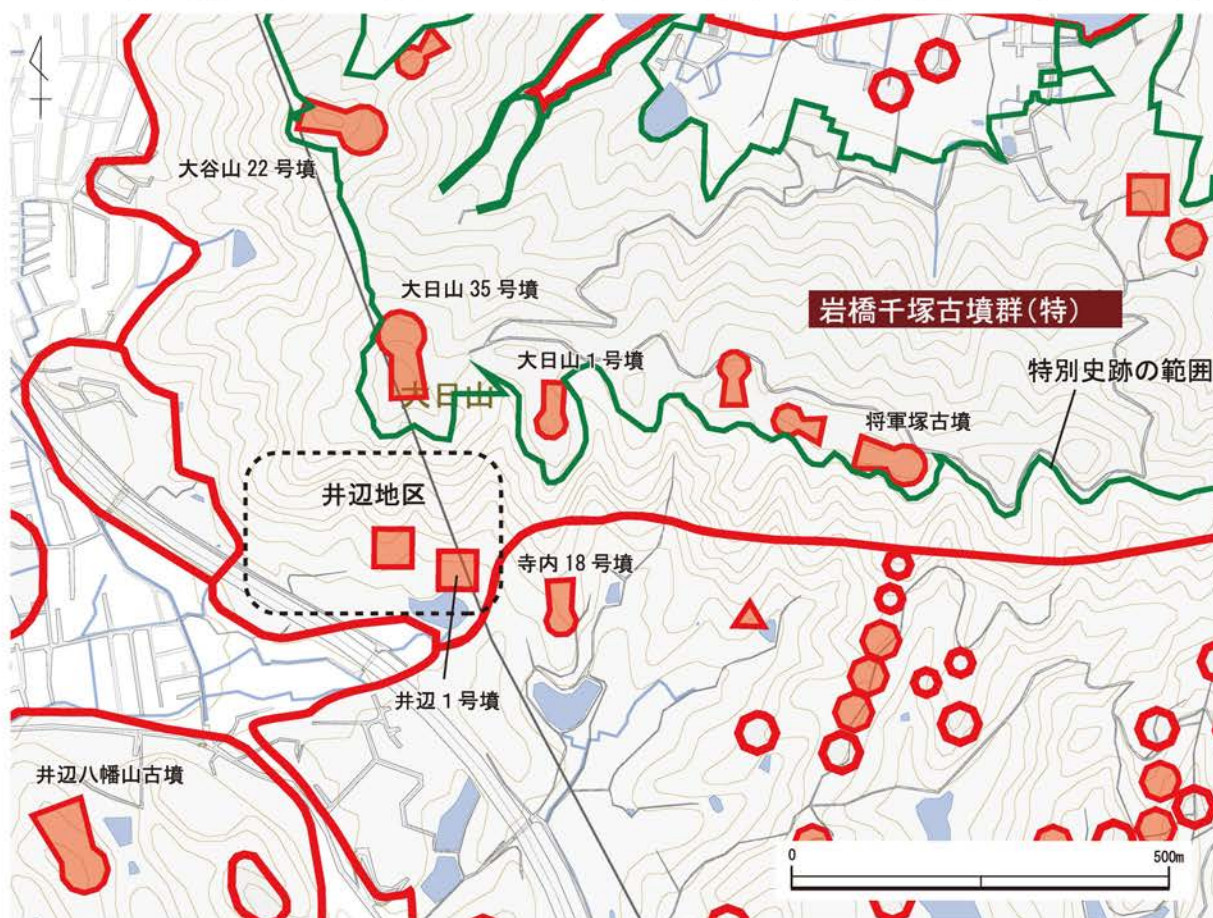 大谷山 22 号墳
大日山 35 号墳
岩橋千塚古墳群(特)
大日山 1 号墳
特別史跡の範囲
大日山
将軍塚古墳
井辺地区
寺内 18 号墳
井辺 1 号墳
井辺八幡山古墳
0
500m